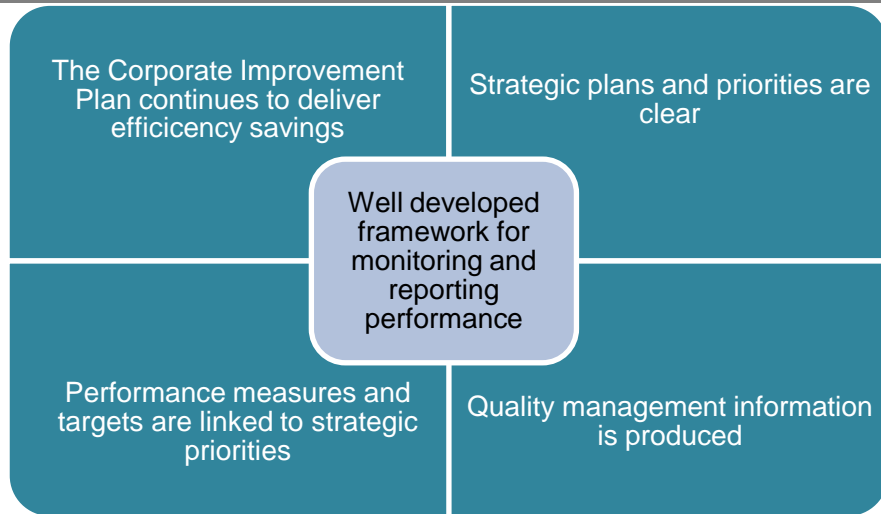 The Corporate Improvement
Plan continues to deliver
efficicency savings
Strategic plans and priorities are
clear
Well developed
framework for
monitoring and
reporting
performance
Performance measures and
targets are linked to strategic
priorities
Quality management information
is produced